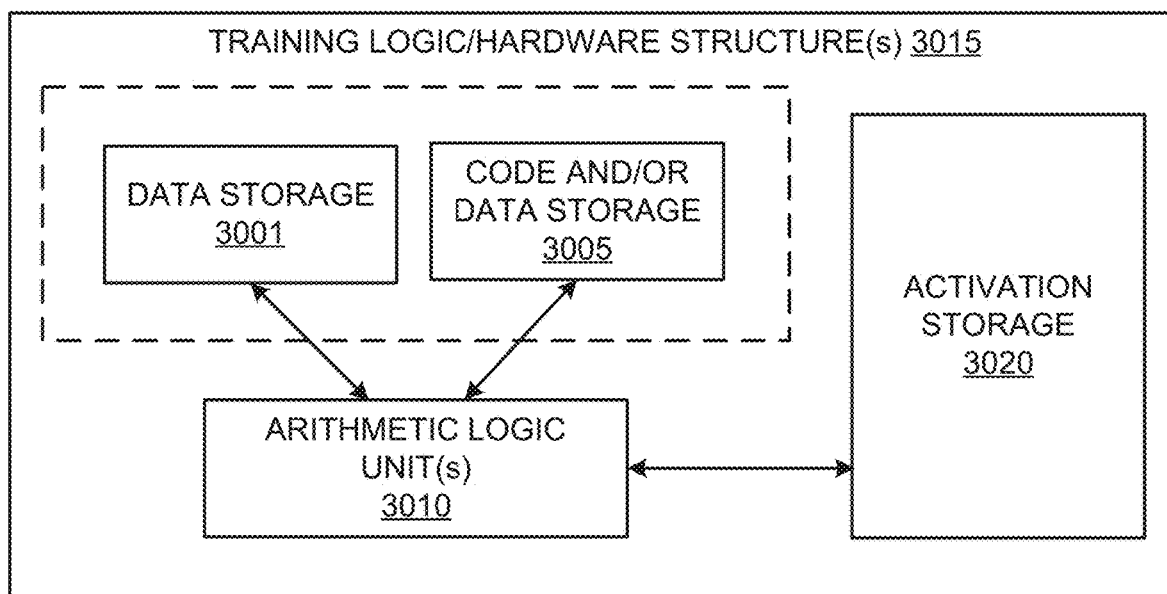 TRAINING LOGIC/HARDWARE STRUCTURE(s) 3015
DATA STORAGE
3001
CODE AND/OR
DATA STORAGE
3005
ARITHMETIC LOGIC
UNIT(s)
3010
ACTIVATION
STORAGE
3020